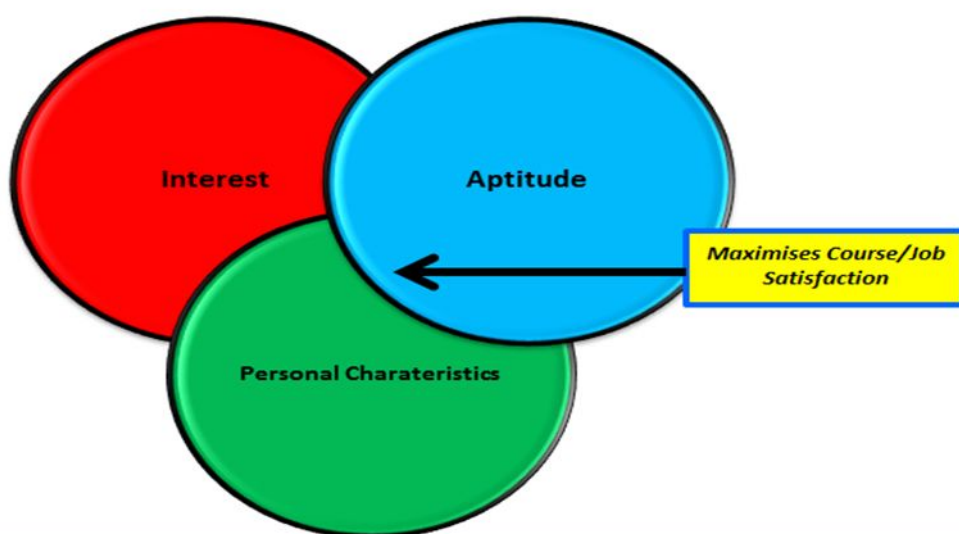 Interest
Aptitude
Maximises Course/Job
Satisfaction
Personal Charateristics